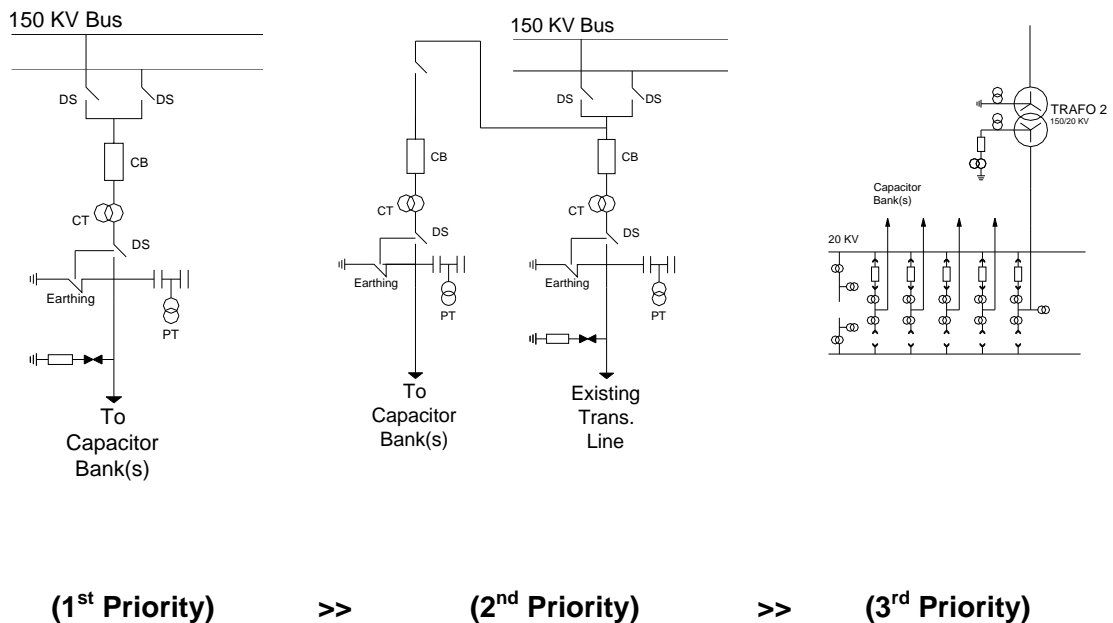 150 KV Bus
DS
DS
CB
CT
DS
Earthing
PT
To
Capacitor
Bank(s)
150 KV Bus
DS
DS
CB
CB
CT
CT
DS
DS
Earthing
Earthing
PT
PT
To
Capacitor
Bank(s)
Existing
Trans.
Line
TRAFO 2
150/20 KV
Capacitor
Bank(s)
20 KV
(1st Priority) >> (2nd Priority) >> (3rd Priority)